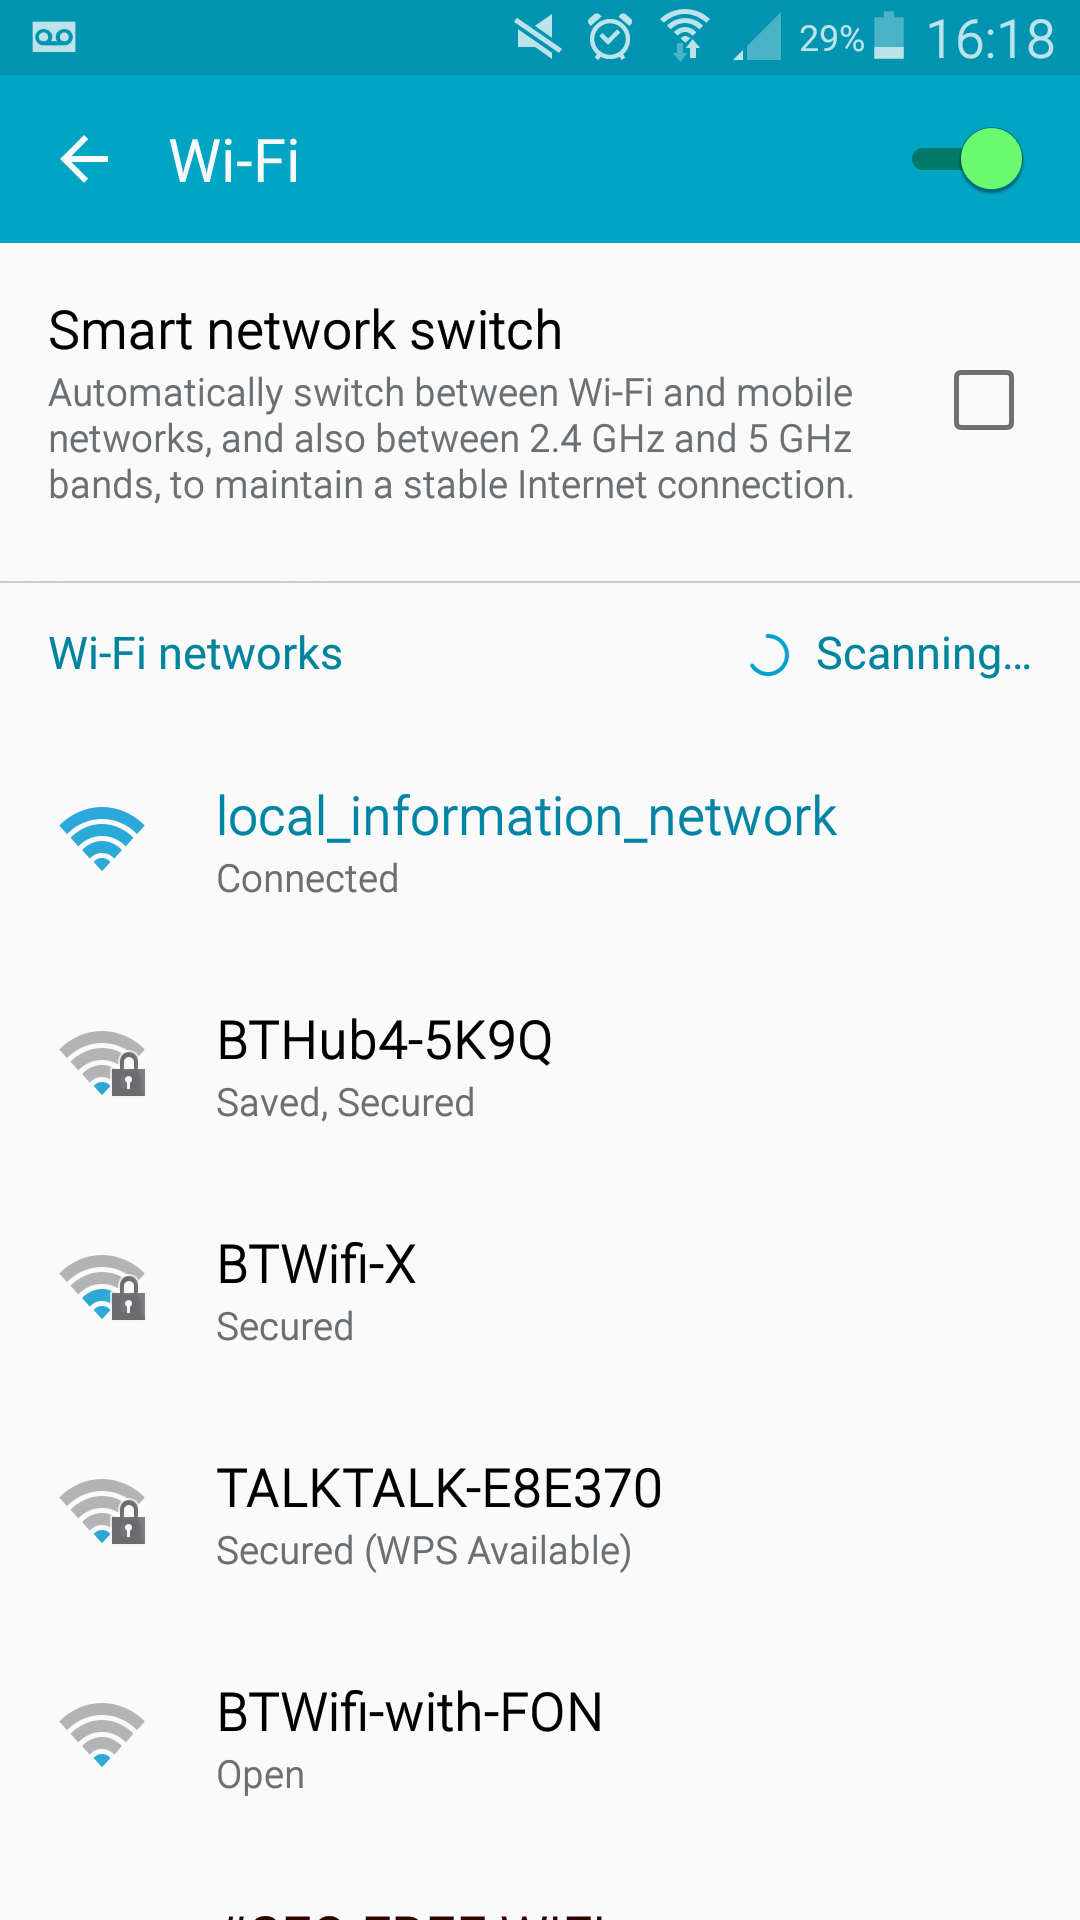 29% 16:18
Wi-Fi
Smart network switch
Automatically switch between Wi-Fi and mobile
networks, and also between 2.4 GHz and 5 GHz
bands, to maintain a stable Internet connection.
Wi-Fi networks Scanning...
local_information_network
Connected
BTHub4-5K9Q
Saved, Secured
BTWifi-X
Secured
TALKTALK-E8E370
Secured (WPS Available)
BTWifi-with-FON
Open